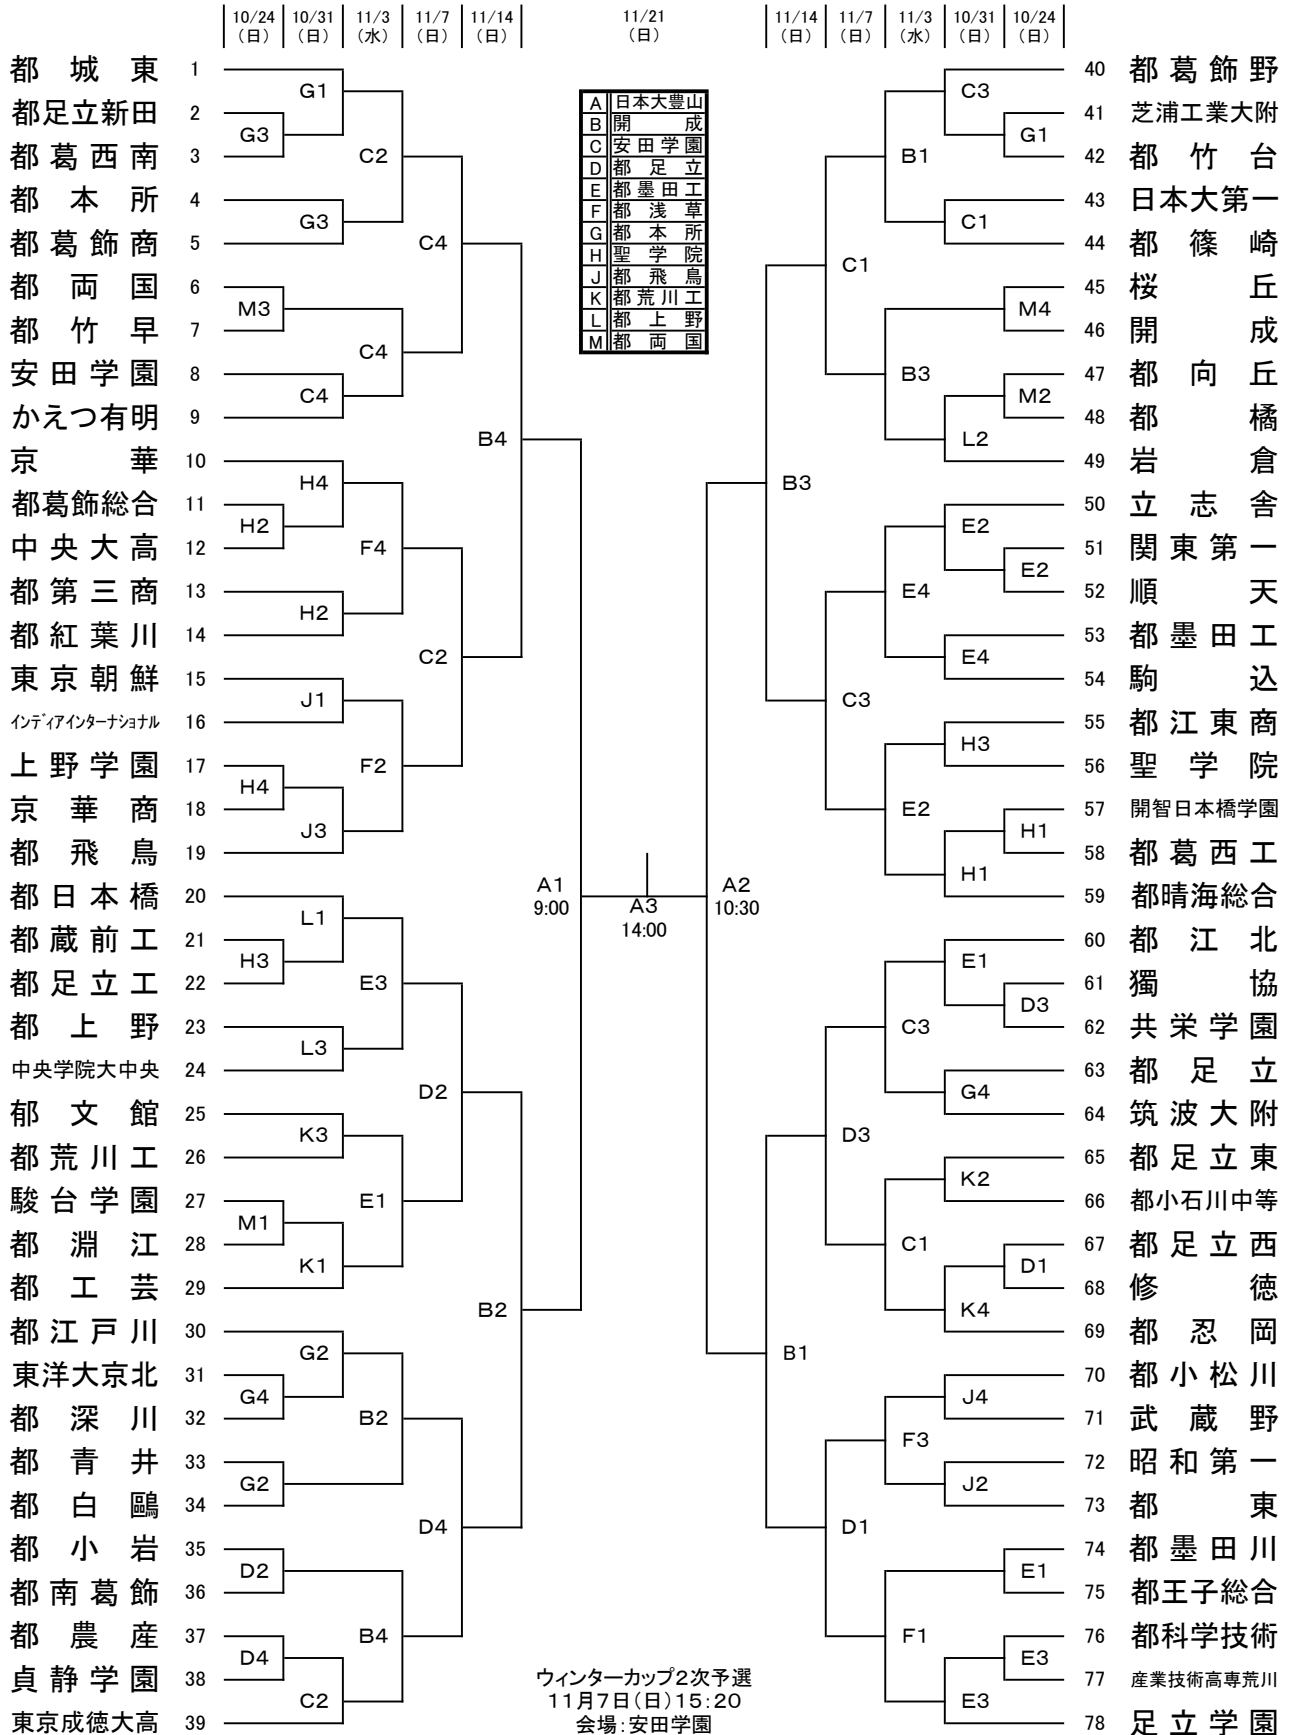 10/24 10/31 11/3 11/7 11/14 11/21 11/14 11/7 11/3 10/31 10/24
(日) (日) (水) (日) (日) (日) (日) (日) (水) (日) (日)
都城東 1
都足立新田 2
都葛西南 3
都本所 4
都葛飾商 5
都両国 6
都竹早 7
安田学園 8
かえつ有明 9
京華 10
都葛飾総合 11
中央大高 12
都第三商 13
都紅葉川 14
東京朝鮮 15
インディアインターナショナル 16
上野学園 17
京華商 18
都飛鳥 19
都日本橋 20
都蔵前工 21
都足立工 22
都上野 23
中央学院大中央 24
郁文館 25
都荒川工 26
駿台学園 27
都淵江 28
都工芸 29
都江戸川 30
東洋大京北 31
都深川 32
都青井 33
都白鷗 34
都小岩 35
都南葛飾 36
都農産 37
貞静学園 38
東京成徳大高 39
G3
M3
H2
H4
H3
M1
G4
D2
D4
G1
G3
C4
H4
H2
J1
J3
L1
L3
K3
K1
G2
G2
C2
C2
C4
F4
F2
E3
E1
B2
B4
C4
C2
D2
D4
B4
B2
A 日本大豊山
B 開成
C 安田学園
D 都足立
E 都墨田工
F 都浅草
G 都本所
H 聖学院
J 都飛鳥
K 都荒川工
L 都上野
M 都両国
A1
9:00
A3
14:00
A2
10:30
ウィンターカップ2次予選
11月7日(日)15:20
会場:安田学園
B3
B1
C1
C3
D3
D1
B1
B3
E4
E2
C3
C1
F3
F1
C3
C1
L2
E2
E4
H3
H1
E1
G4
K2
K4
J4
J2
E3
G1
M4
M2
E2
H1
D3
D1
E1
E3
40 都葛飾野
41 芝浦工業大附
42 都竹台
43 日本大第一
44 都篠崎
45 桜丘
46 開成
47 都向丘
48 都橘
49 岩倉
50 立志舎
51 関東第一
52 順天
53 都墨田工
54 駒込
55 都江東商
56 聖学院
57 開智日本橋学園
58 都葛西工
59 都晴海総合
60 都江北
61 獨協
62 共栄学園
63 都足立
64 筑波大附
65 都足立東
66 都小石川中等
67 都足立西
68 修徳
69 都忍岡
70 都小松川
71 武蔵野
72 昭和第一
73 都東
74 都墨田川
75 都王子総合
76 都科学技術
77 産業技術高専荒川
78 足立学園